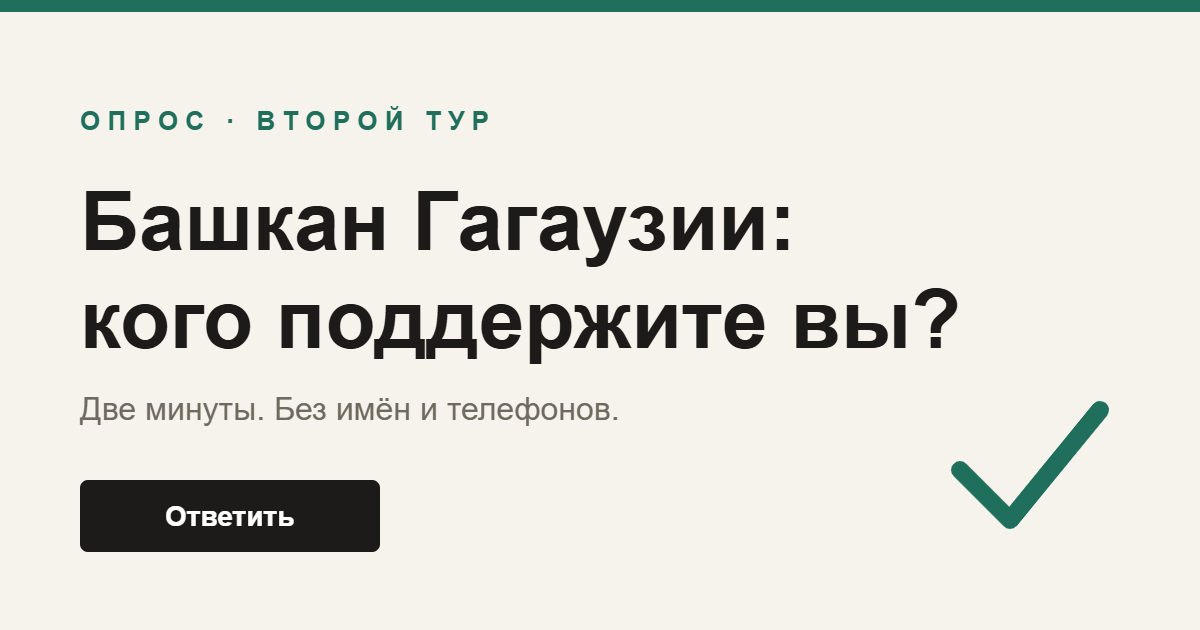 ОПРОС · ВТОРОЙ ТУР
Башкан Гагаузии:
кого поддержите вы?
Две минуты. Без имён и телефонов.
Ответить